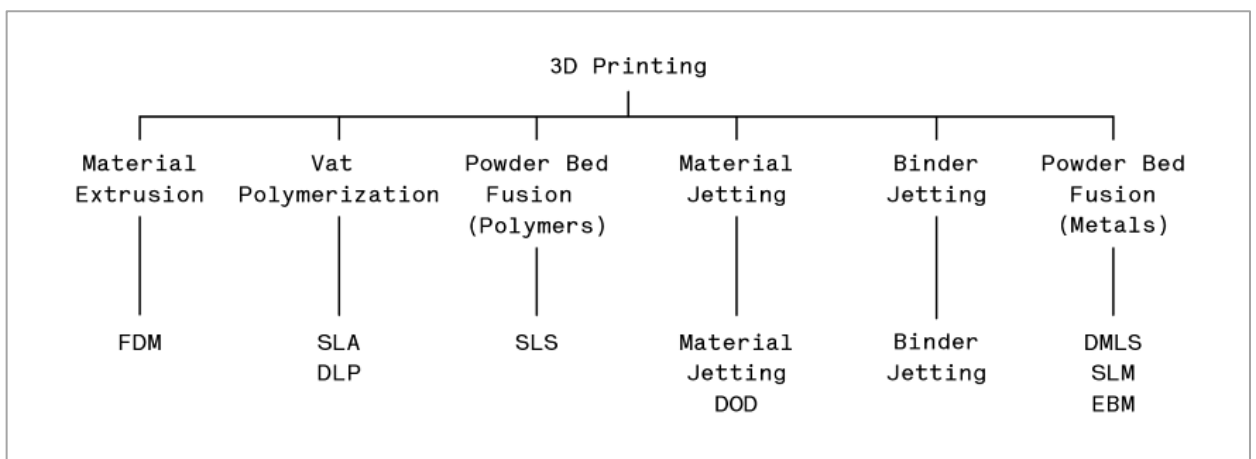 3D Printing
Material
Extrusion
Vat
Polymerization
Powder Bed
Fusion
(Polymers)
Material
Jetting
Binder
Jetting
Powder Bed
Fusion
(Metals)
FDM
SLA
DLP
SLS
Material
Jetting
DOD
Binder
Jetting
DMLS
SLM
EBM